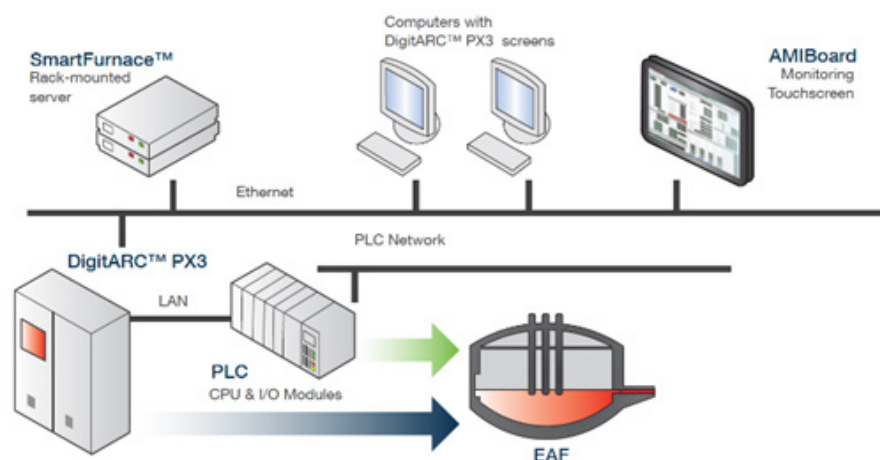 Computers with
DigitARC™ PX3 screens
SmartFurnace™
Rack-mounted
server
AMIBoard
Monitoring
Touchscreen
Ethernet
PLC Network
DigitARC™ PX3
LAN
PLC
CPU & I/O Modules
EAF